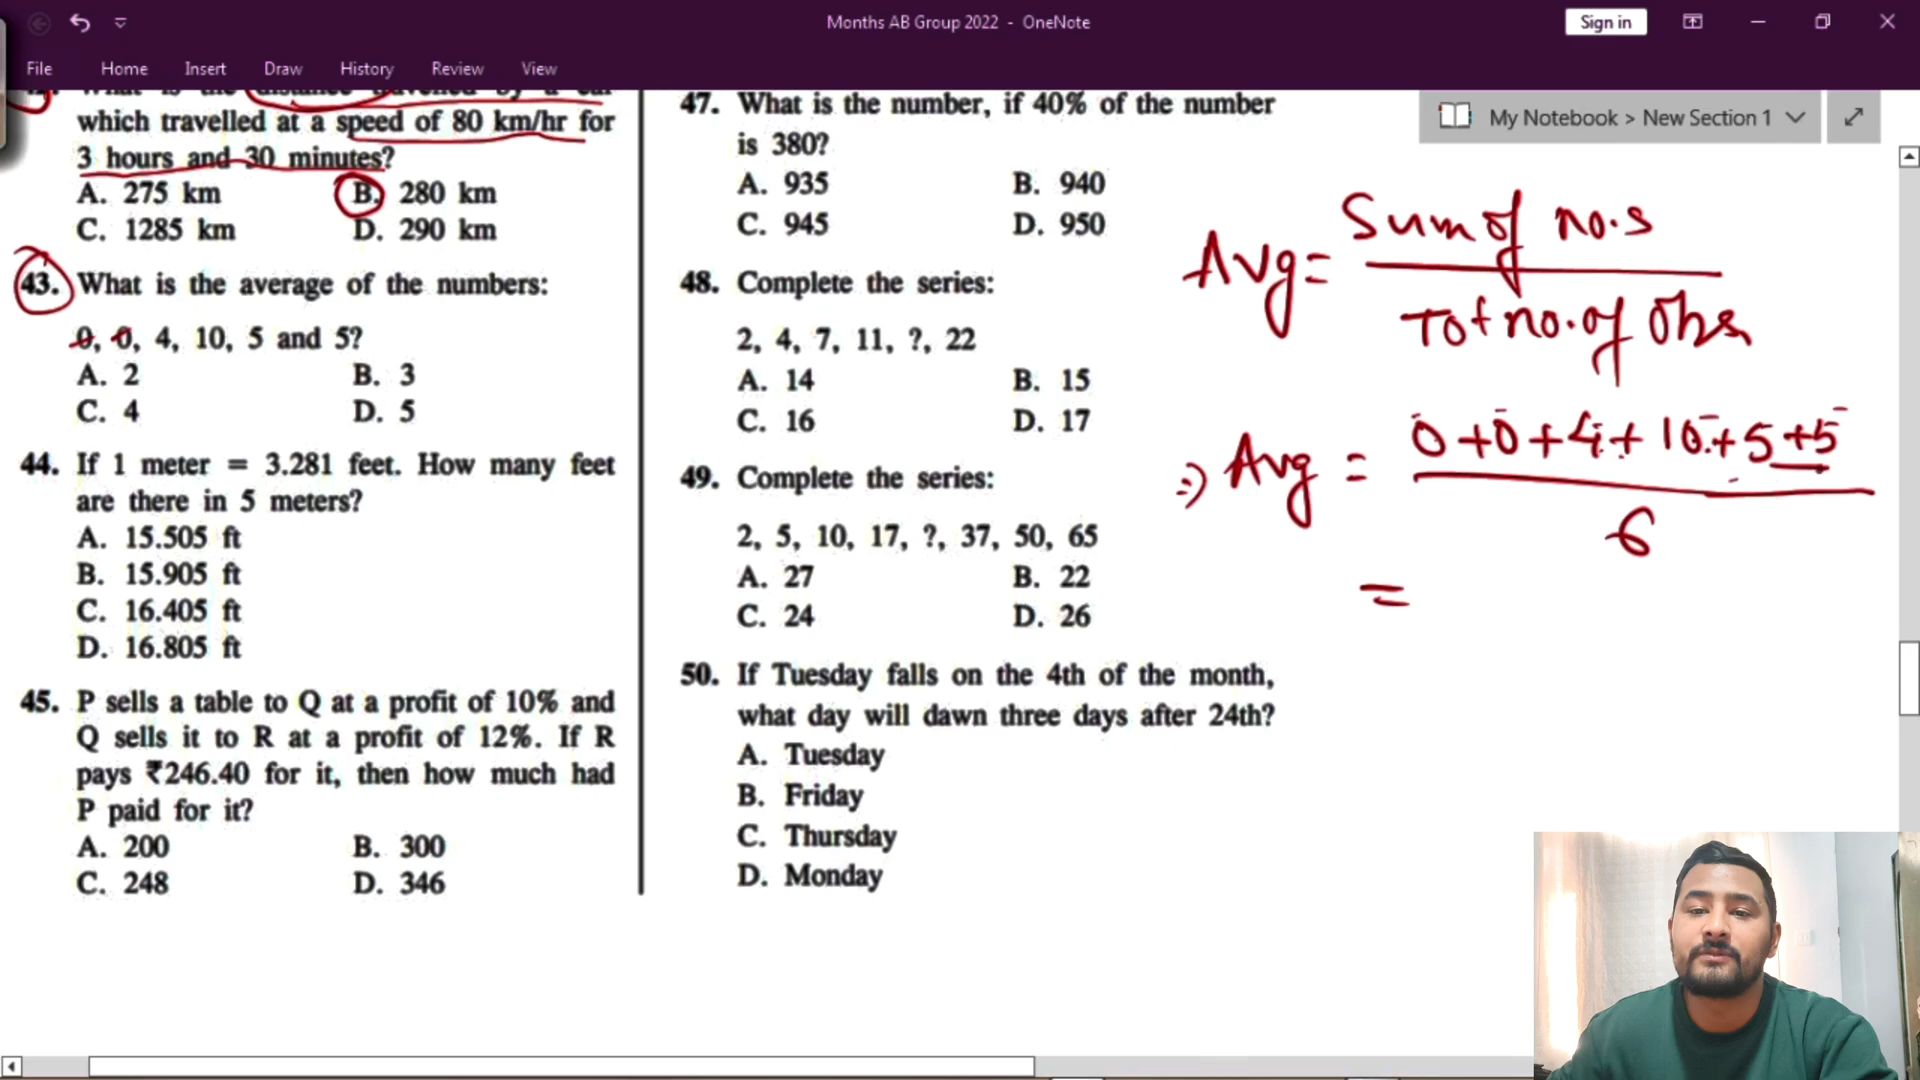 Months AB Group 2022 - OneNote
Sign in
File Home Insert Draw History Review View
My Notebook > New Section 1
which travelled at a speed of 80 km/hr for
3 hours and 30 minutes?
A. 275 km B. 280 km
C. 1285 km D. 290 km
43. What is the average of the numbers:
0, 0, 4, 10, 5 and 5?
A. 2 B. 3
C. 4 D. 5
44. If 1 meter = 3.281 feet. How many feet
are there in 5 meters?
A. 15.505 ft
B. 15.905 ft
C. 16.405 ft
D. 16.805 ft
45. P sells a table to Q at a profit of 10% and
Q sells it to R at a profit of 12%. If R
pays ₹246.40 for it, then how much had
P paid for it?
A. 200 B. 300
C. 248 D. 346
47. What is the number, if 40% of the number
is 380?
A. 935 B. 940
C. 945 D. 950
48. Complete the series:
2, 4, 7, 11, ?, 22
A. 14 B. 15
C. 16 D. 17
49. Complete the series:
2, 5, 10, 17, ?, 37, 50, 65
A. 27 B. 22
C. 24 D. 26
50. If Tuesday falls on the 4th of the month,
what day will dawn three days after 24th?
A. Tuesday
B. Friday
C. Thursday
D. Monday
Sum of no.s
Avg =
Tot no. of Obs
0+0+4+10+5+5
Avg =
6
=